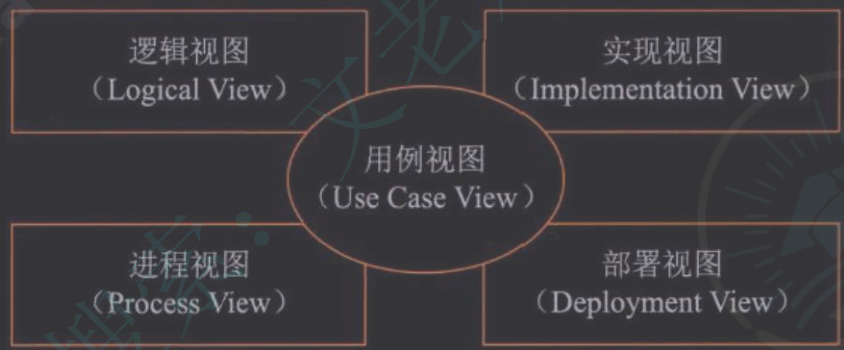 逻辑视图
（Logical View）
实现视图
（Implementation View）
用例视图
（Use Case View）
进程视图
（Process View）
部署视图
（Deployment View）